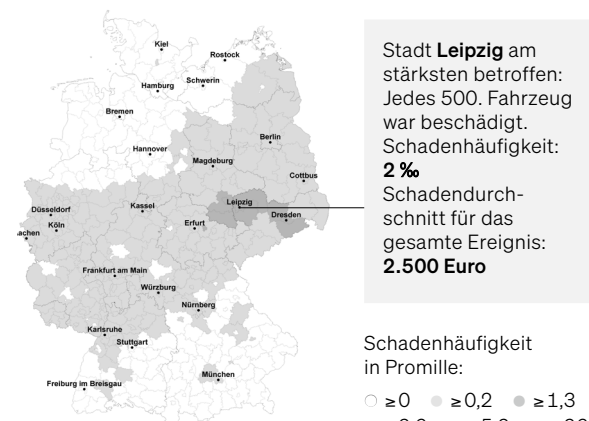 Kiel
Rostock
Schwerin
Hamburg
Bremen
Hannover
Berlin
Magdeburg
Cottbus
Leipzig
Dresden
Düsseldorf
Kassel
Erfurt
Köln
achen
Frankfurt am Main
Würzburg
Nürnberg
Karlsruhe
Stuttgart
München
Freiburg im Breisgau
Stadt Leipzig am
stärksten betroffen:
Jedes 500. Fahrzeug
war beschädigt.
Schadenhäufigkeit:
2 ‰
Schadendurch-
schnitt für das
gesamte Ereignis:
2.500 Euro
Schadenhäufigkeit
in Promille:
≥0 ≥0,2 ≥1,3